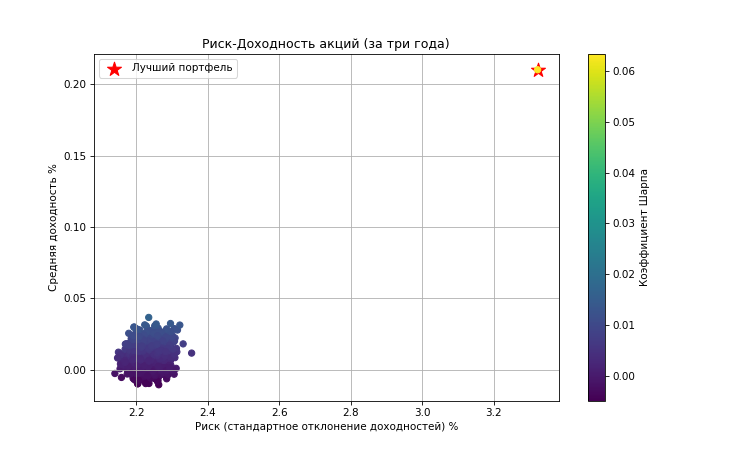 Риск-Доходность акций (за три года)
Лучший портфель
Средняя доходность %
0.20
0.15
0.10
0.05
0.00
2.2 2.4 2.6 2.8 3.0 3.2
Риск (стандартное отклонение доходностей) %
0.06
0.05
0.04
0.03
0.02
0.01
0.00
Коэффициент Шарпа